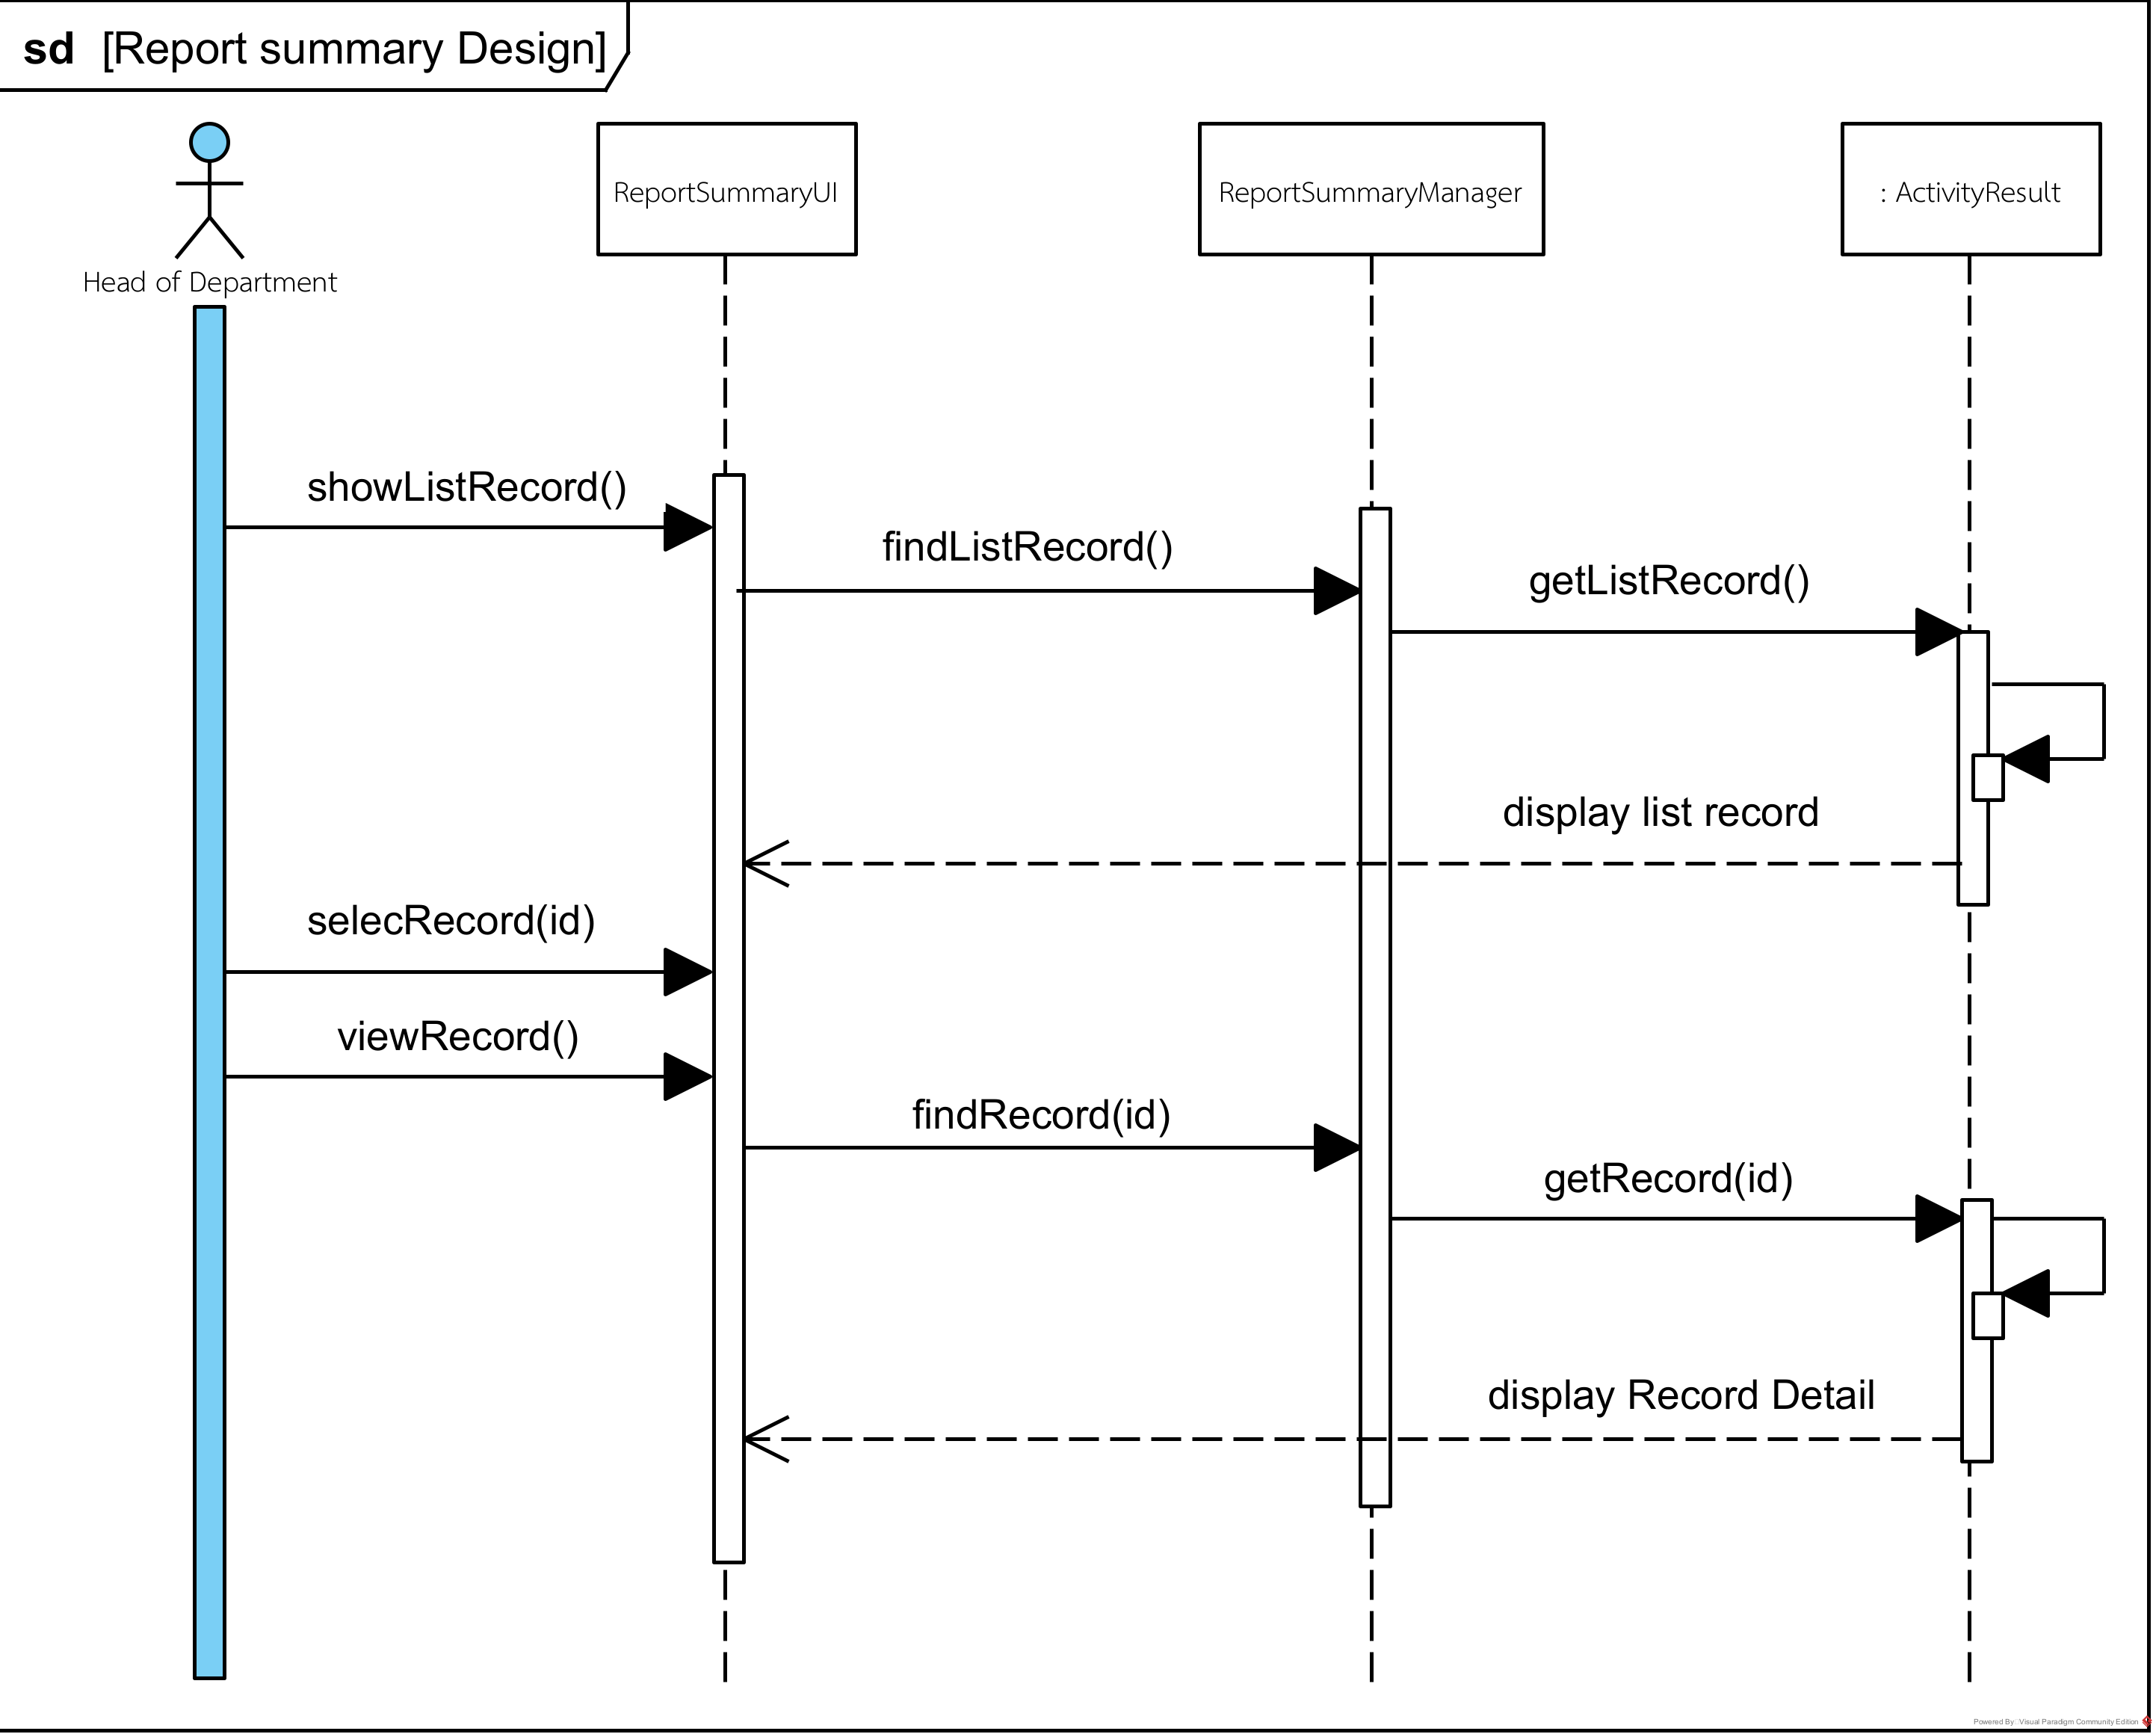 sd [Report summary Design]
Head of Department
ReportSummaryUI
ReportSummaryManager
: ActivityResult
showListRecord()
findListRecord()
getListRecord()
display list record
selecRecord(id)
viewRecord()
findRecord(id)
getRecord(id)
display Record Detail
Powered By: Visual Paradigm Community Edition